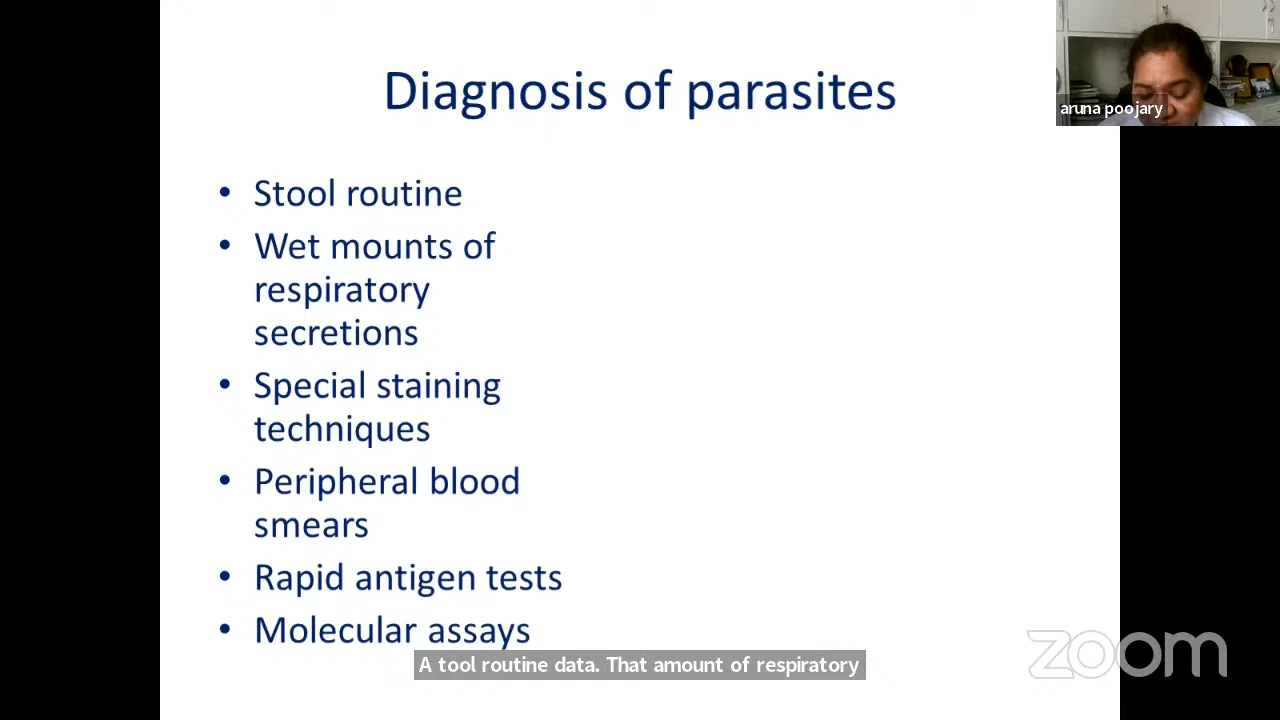 Diagnosis of parasites
aruna poojary
• Stool routine
• Wet mounts of
respiratory
secretions
• Special staining
techniques
• Peripheral blood
smears
• Rapid antigen tests
• Molecular assays
A tool routine data. That amount of respiratory
zoom